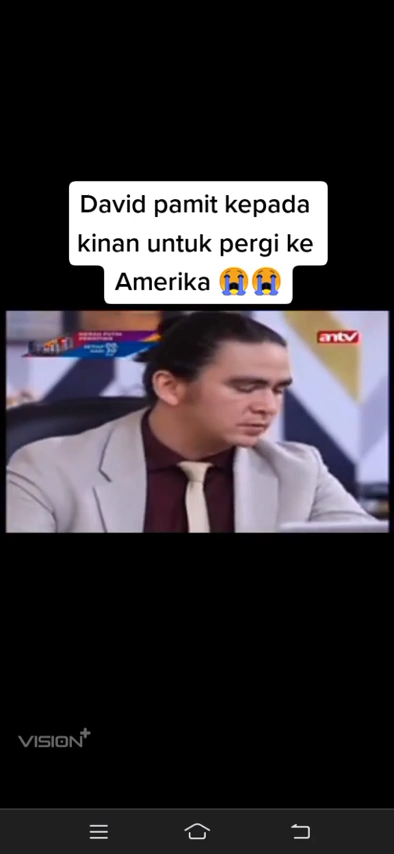 David pamit kepada
kinan untuk pergi ke
Amerika 😭😭
antv
VISION+